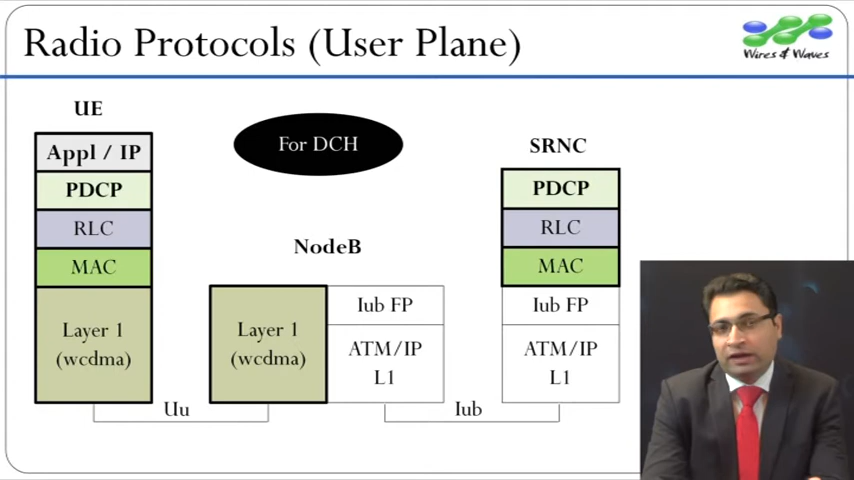 Radio Protocols (User Plane)
Wires & Waves
UE
Appl / IP
PDCP
RLC
MAC
Layer 1
(wcdma)
For DCH
NodeB
Layer 1
(wcdma)
Iub FP
ATM/IP
L1
SRNC
PDCP
RLC
MAC
Iub FP
ATM/IP
L1
Uu
Iub